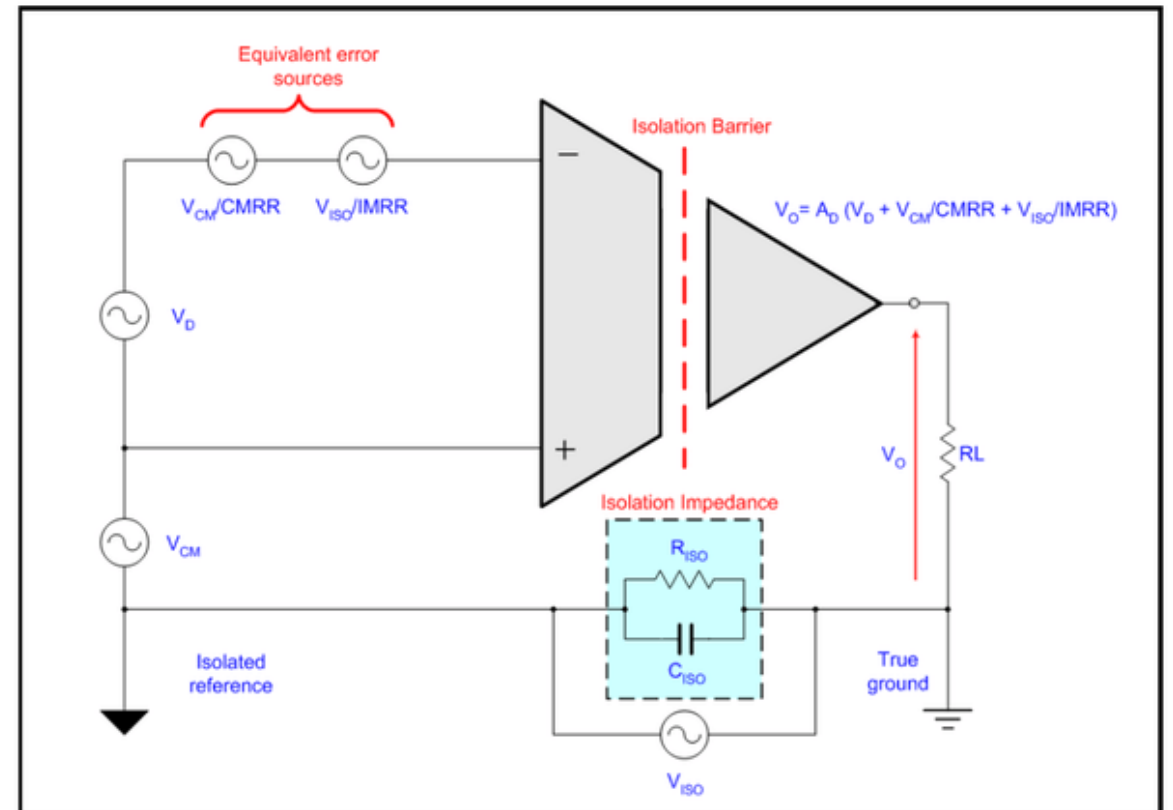 Equivalent error
sources
Isolation Barrier
−
V_CM/CMRR
V_ISO/IMRR
V_O= A_D (V_D + V_CM/CMRR + V_ISO/IMRR)
V_D
+
V_O
RL
Isolation Impedance
V_CM
R_ISO
C_ISO
Isolated
reference
True
ground
V_ISO